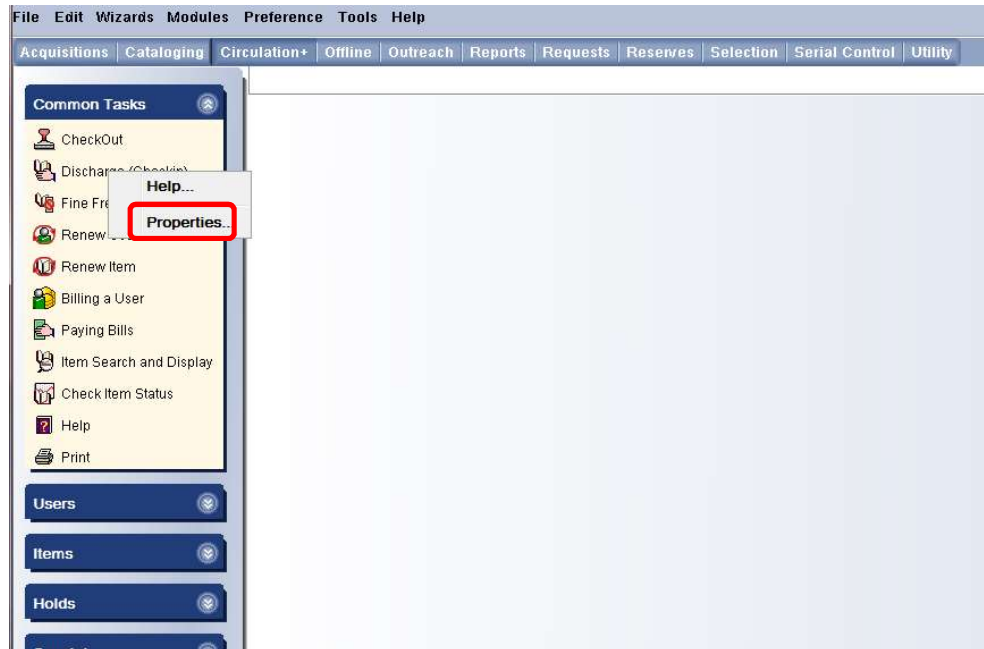 File Edit Wizards Modules Preference Tools Help
Acquisitions Cataloging Circulation+ Offline Outreach Reports Requests Reserves Selection Serial Control Utility
Common Tasks
CheckOut
Discharge (Checkin)
Help...
Fine Fre
Properties...
Renew
Renew Item
Billing a User
Paying Bills
Item Search and Display
Check Item Status
Help
Print
Users
Items
Holds